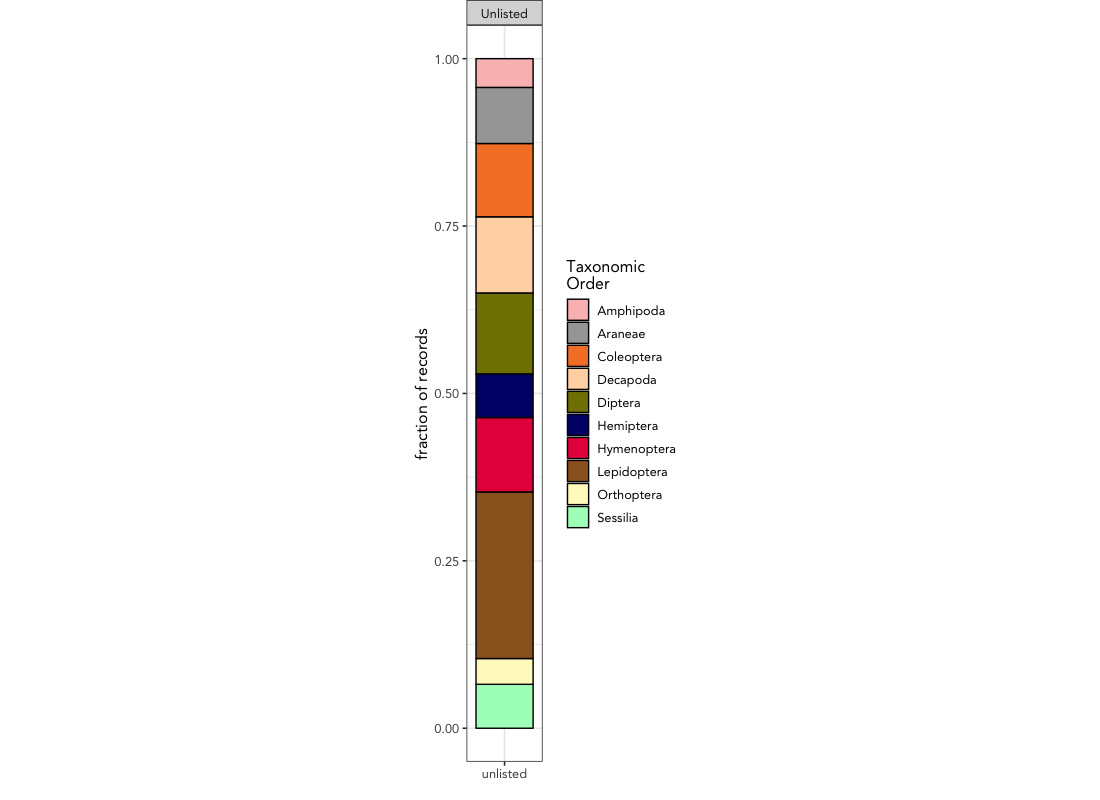 Unlisted
1.00
0.75
0.50
0.25
0.00
fraction of records
unlisted
Taxonomic
Order
Amphipoda
Araneae
Coleoptera
Decapoda
Diptera
Hemiptera
Hymenoptera
Lepidoptera
Orthoptera
Sessilia